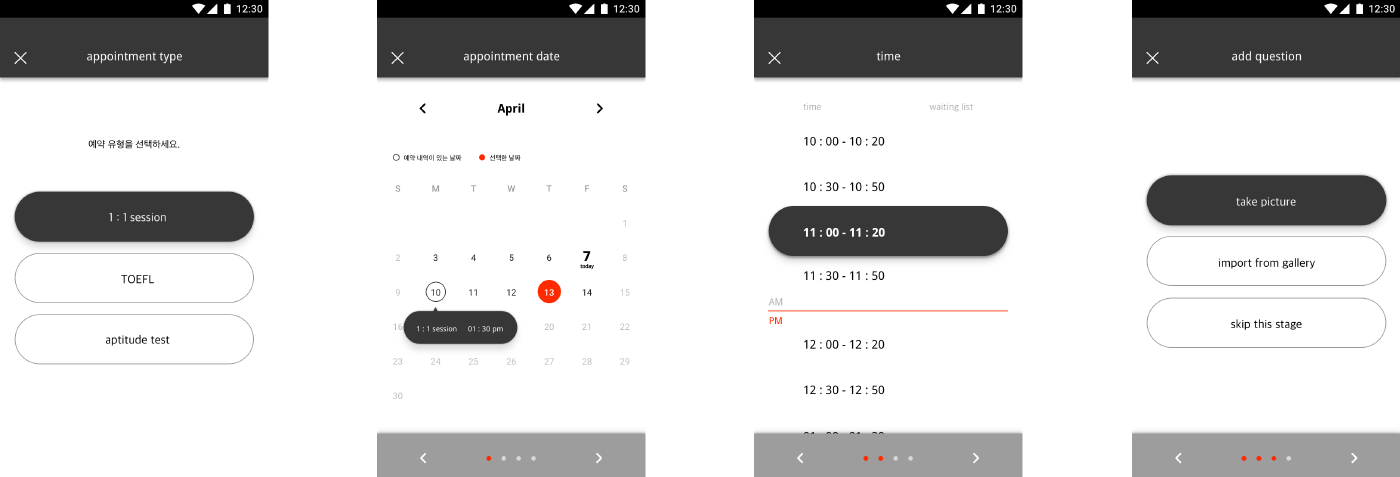 12:30
appointment type
예약 유형을 선택하세요.
1 : 1 session
TOEFL
aptitude test
12:30
appointment date
April
예약 내역이 있는 날짜 선택한 날짜
S M T W T F S
1
2 3 4 5 6 7 8
today
9 10 11 12 13 14 15
16 20 21 22
1 : 1 session 01 : 30 pm
23 24 25 26 27 28 29
30
12:30
time
time waiting list
10 : 00 - 10 : 20
10 : 30 - 10 : 50
11 : 00 - 11 : 20
11 : 30 - 11 : 50
AM
PM
12 : 00 - 12 : 20
12 : 30 - 12 : 50
12:30
add question
take picture
import from gallery
skip this stage